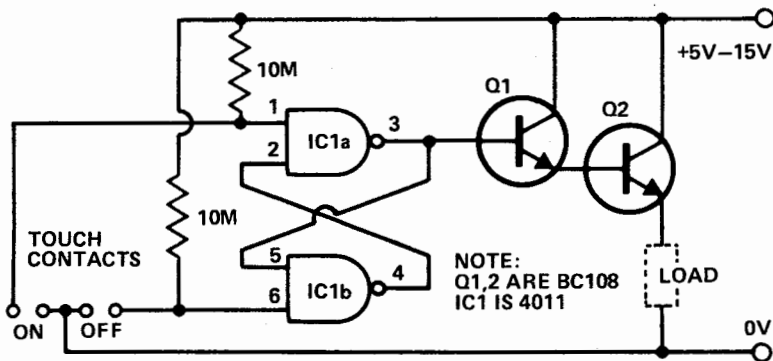 +5V–15V
10M
Q1
Q2
1
3
IC1a
2
10M
TOUCH
CONTACTS
5
4
IC1b
6
NOTE:
Q1,2 ARE BC108
IC1 IS 4011
LOAD
ON
OFF
0V